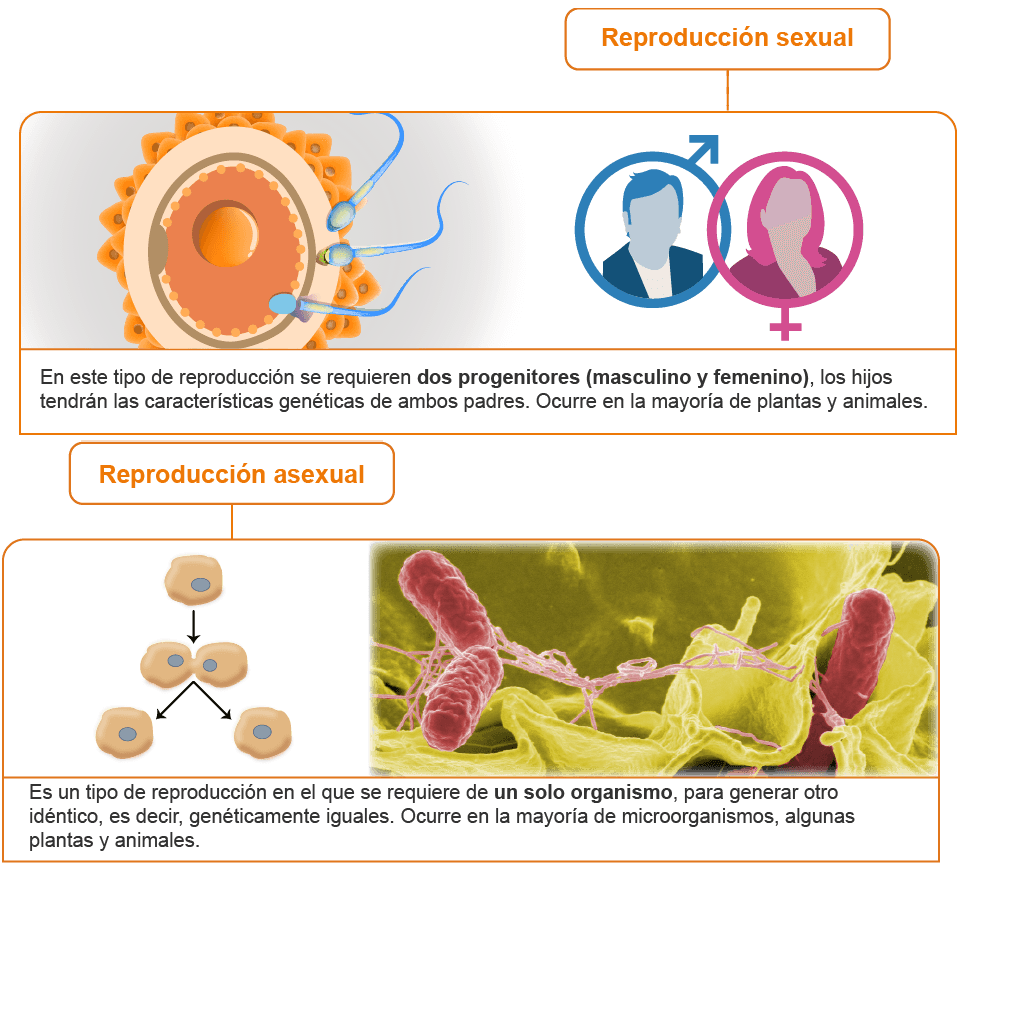 Reproducción sexual
En este tipo de reproducción se requieren dos progenitores (masculino y femenino), los hijos
tendrán las características genéticas de ambos padres. Ocurre en la mayoría de plantas y animales.
Reproducción asexual
Es un tipo de reproducción en el que se requiere de un solo organismo, para generar otro
idéntico, es decir, genéticamente iguales. Ocurre en la mayoría de microorganismos, algunas
plantas y animales.